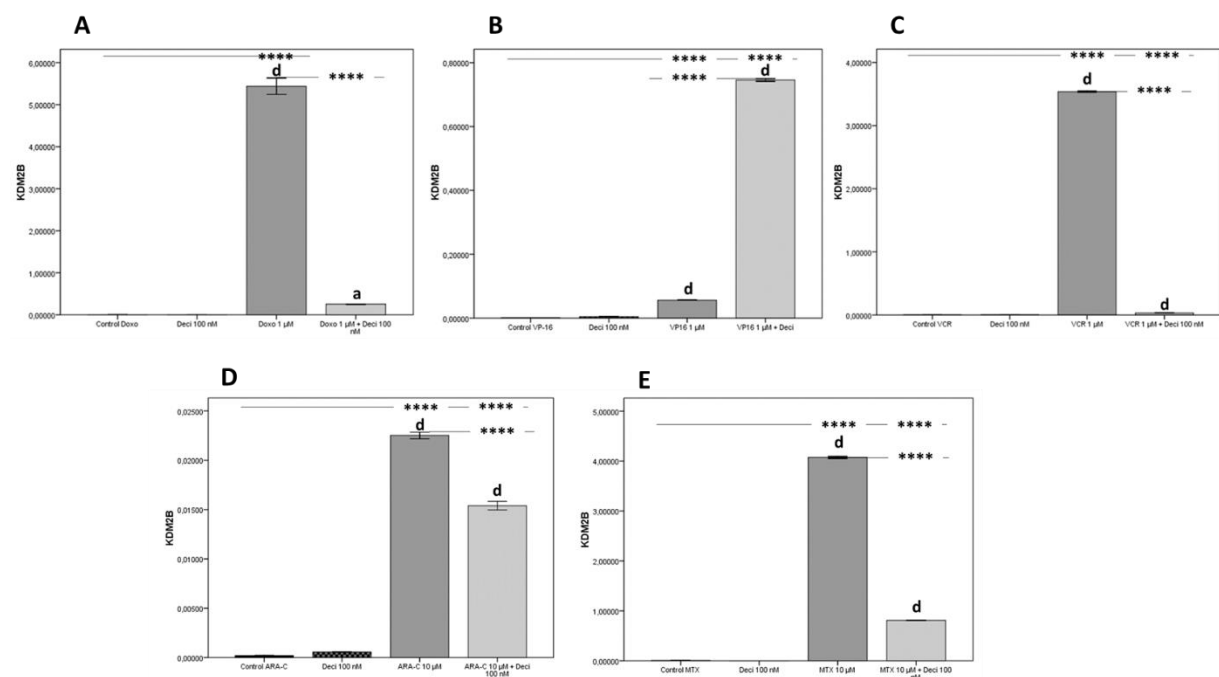 A
****
d
****
6,00000
5,00000
4,00000
3,00000
2,00000
1,00000
0,00000
KDM2B
a
Control Doxo
Deci 100 nM
Doxo 1 µM
Doxo 1 µM + Deci 100
nM
B
**** ****
**** d
0,80000
0,60000
0,40000
0,20000
0,00000
KDM2B
d
Control VP-16
Deci 100 nM
VP16 1 µM
VP16 1 µM + Deci
C
**** ****
d
****
4,00000
3,00000
2,00000
1,00000
0,00000
KDM2B
d
Control VCR
Deci 100 nM
VCR 1 µM
VCR 1 µM + Deci 100 nM
D
**** ****
d ****
0,02500
0,02000
0,01500
0,01000
0,00500
0,00000
KDM2B
d
Control ARA-C
Deci 100 nM
ARA-C 10 µM
ARA-C 10 µM + Deci
100 nM
E
**** ****
d
****
5,00000
4,00000
3,00000
2,00000
1,00000
0,00000
KDM2B
d
Control MTX
Deci 100 nM
MTX 10 µM
MTX 10 µM + Deci 100